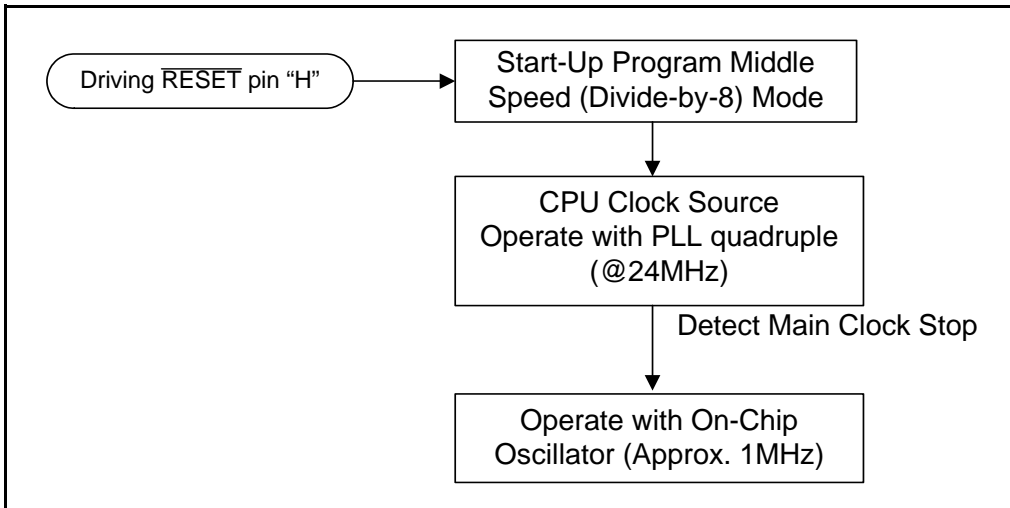 Driving RESET pin “H”
Start-Up Program Middle
Speed (Divide-by-8) Mode
CPU Clock Source
Operate with PLL quadruple
(@24MHz)
Detect Main Clock Stop
Operate with On-Chip
Oscillator (Approx. 1MHz)